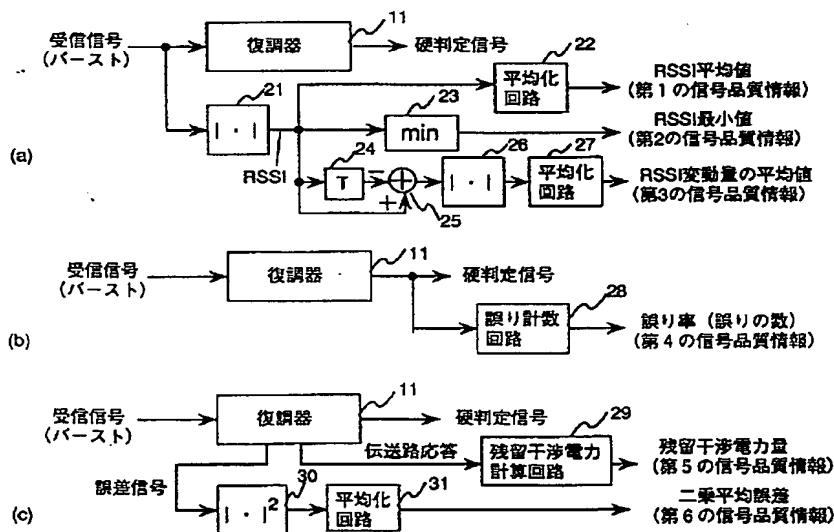 受信信号
(バースト)
11
復調器
硬判定信号
21
|・|
RSSI
22
平均化
回路
RSSI平均値
(第1の信号品質情報)
23
min
RSSI最小値
(第2の信号品質情報)
24
T
−
+
25
26
|・|
27
平均化
回路
RSSI変動量の平均値
(第3の信号品質情報)
(a)
受信信号
(バースト)
11
復調器
硬判定信号
28
誤り計数
回路
誤り率(誤りの数)
(第4の信号品質情報)
(b)
受信信号
(バースト)
11
復調器
硬判定信号
伝送路応答
29
残留干渉電力
計算回路
残留干渉電力量
(第5の信号品質情報)
誤差信号
30
|・|²
31
平均化
回路
二乗平均誤差
(第6の信号品質情報)
(c)